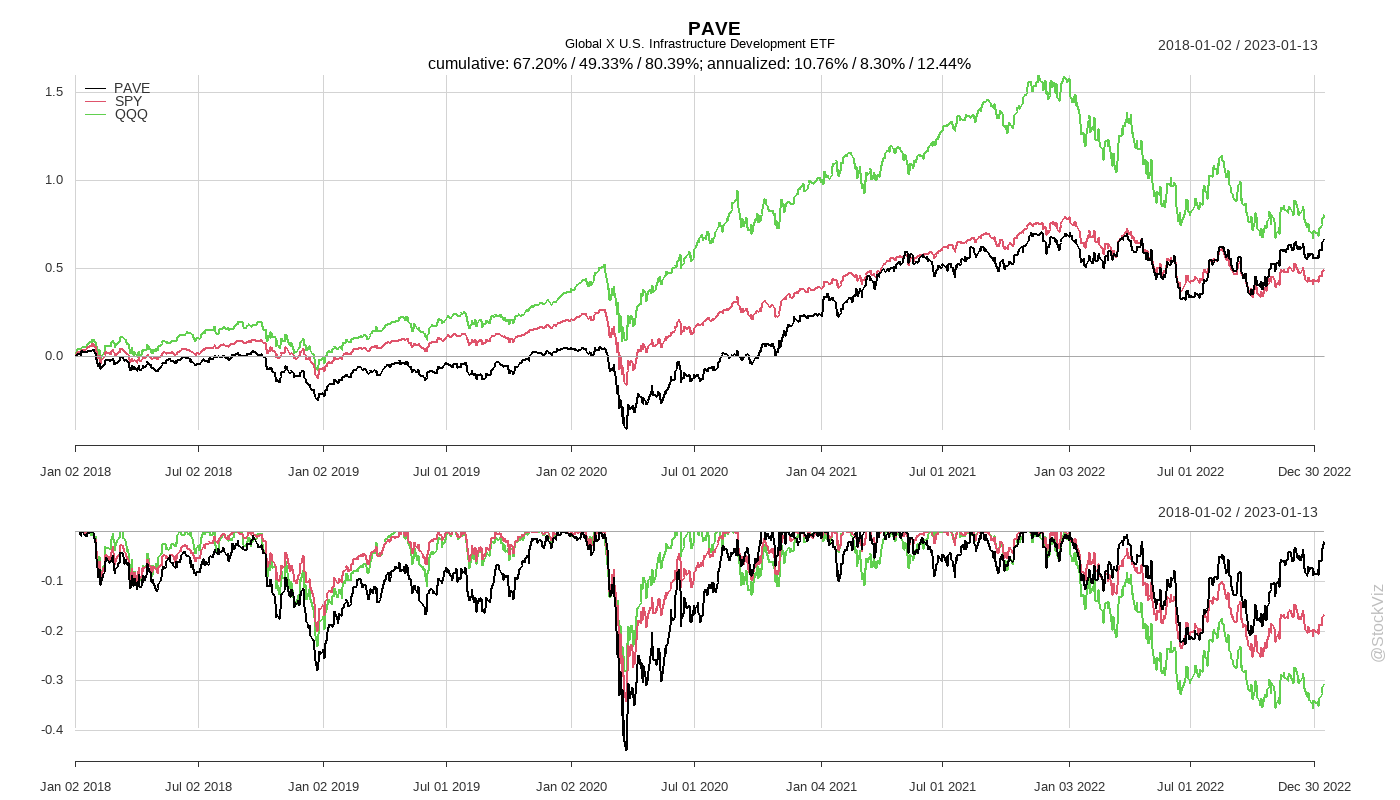 PAVE
Global X U.S. Infrastructure Development ETF
2018-01-02 / 2023-01-13
cumulative: 67.20% / 49.33% / 80.39%; annualized: 10.76% / 8.30% / 12.44%
PAVE
SPY
QQQ
1.5
1.0
0.5
0.0
Jan 02 2018 Jul 02 2018 Jan 02 2019 Jul 01 2019 Jan 02 2020 Jul 01 2020 Jan 04 2021 Jul 01 2021 Jan 03 2022 Jul 01 2022 Dec 30 2022
2018-01-02 / 2023-01-13
-0.1
-0.2
-0.3
-0.4
Jan 02 2018 Jul 02 2018 Jan 02 2019 Jul 01 2019 Jan 02 2020 Jul 01 2020 Jan 04 2021 Jul 01 2021 Jan 03 2022 Jul 01 2022 Dec 30 2022
@StockViz